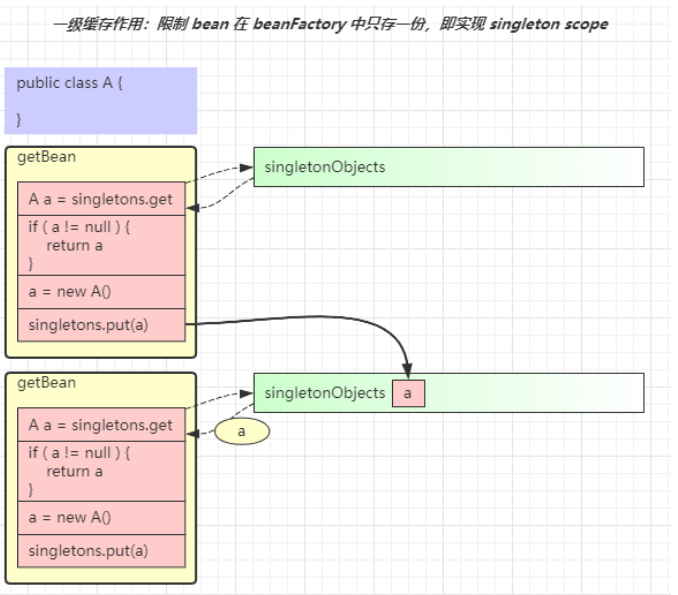 一级缓存作用：限制 bean 在 beanFactory 中只存一份，即实现 singleton scope
public class A {
}
getBean
singletonObjects
A a = singletons.get
if ( a != null ) {
return a
}
a = new A()
singletons.put(a)
getBean
singletonObjects
a
A a = singletons.get
a
if ( a != null ) {
return a
}
a = new A()
singletons.put(a)